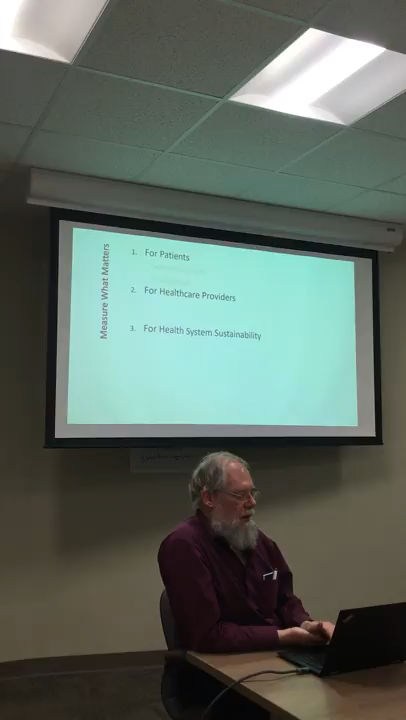 Measure What Matters
1. For Patients
2. For Healthcare Providers
3. For Health System Sustainability